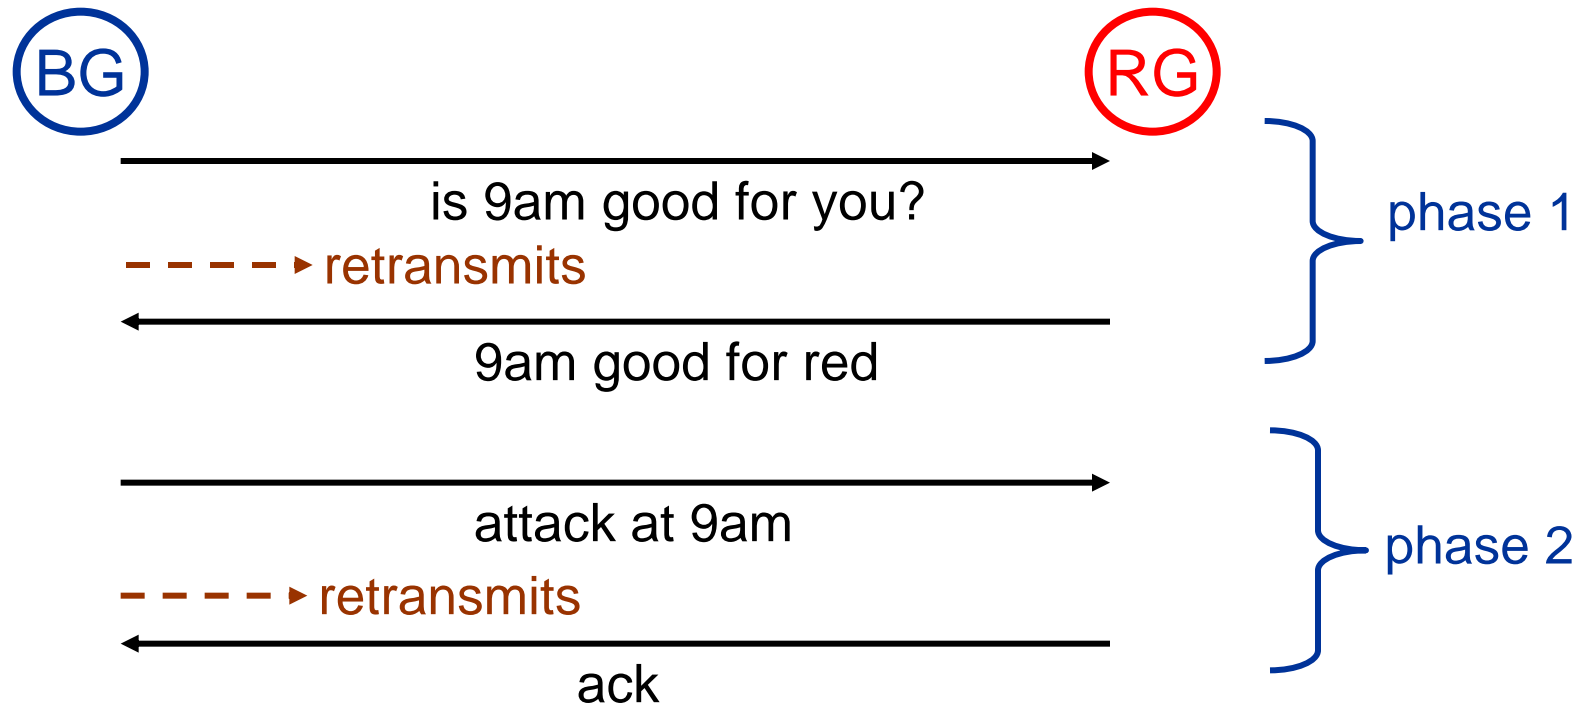 BG
RG
is 9am good for you?
phase 1
retransmits
9am good for red
attack at 9am
phase 2
retransmits
ack